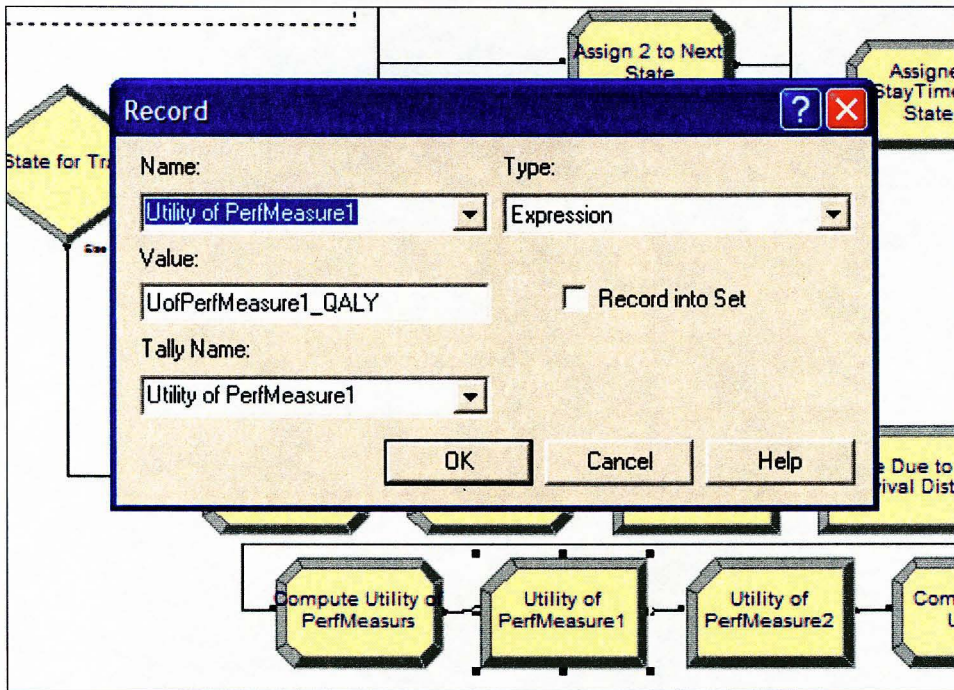 Assign 2 to Next
State
Assigne
StayTime
State
State for Tra
Record
?
Name:
Type:
Utility of PerfMeasure1
Expression
Value:
UofPerfMeasure1_QALY
Record into Set
Tally Name:
Utility of PerfMeasure1
OK
Cancel
Help
e Due to
vival Dist
Compute Utility of
PerfMeasurs
Utility of
PerfMeasure1
Utility of
PerfMeasure2
Com
U